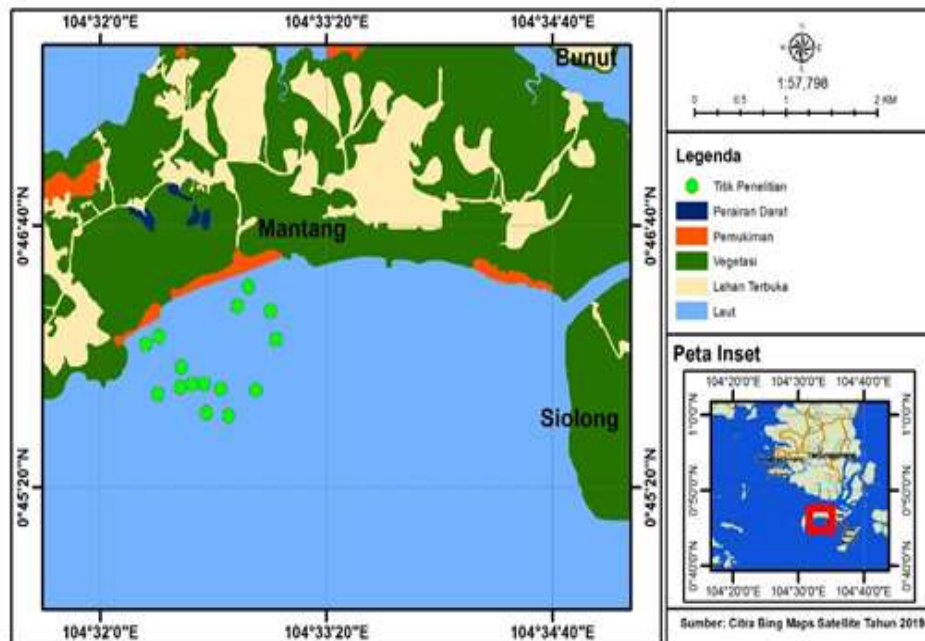 104°32'0"E 104°33'20"E 104°34'40"E
0°46'40"N 0°46'40"N
0°45'20"N 0°45'20"N
Bunut
Mantang
Siolong
104°32'0"E 104°33'20"E 104°34'40"E
1:57,798
0 0.5 1 2 KM
Legenda
Titik Penelitian
Perairan Darat
Pemukiman
Vegetasi
Lahan Terbuka
Laut
Peta Inset
104°20'0"E 104°30'0"E 104°40'0"E
1°0'0"N 1°0'0"N
0°50'0"N 0°50'0"N
0°40'0"N 0°40'0"N
104°20'0"E 104°30'0"E 104°40'0"E
Sumber: Citra Bing Maps Satellite Tahun 2019